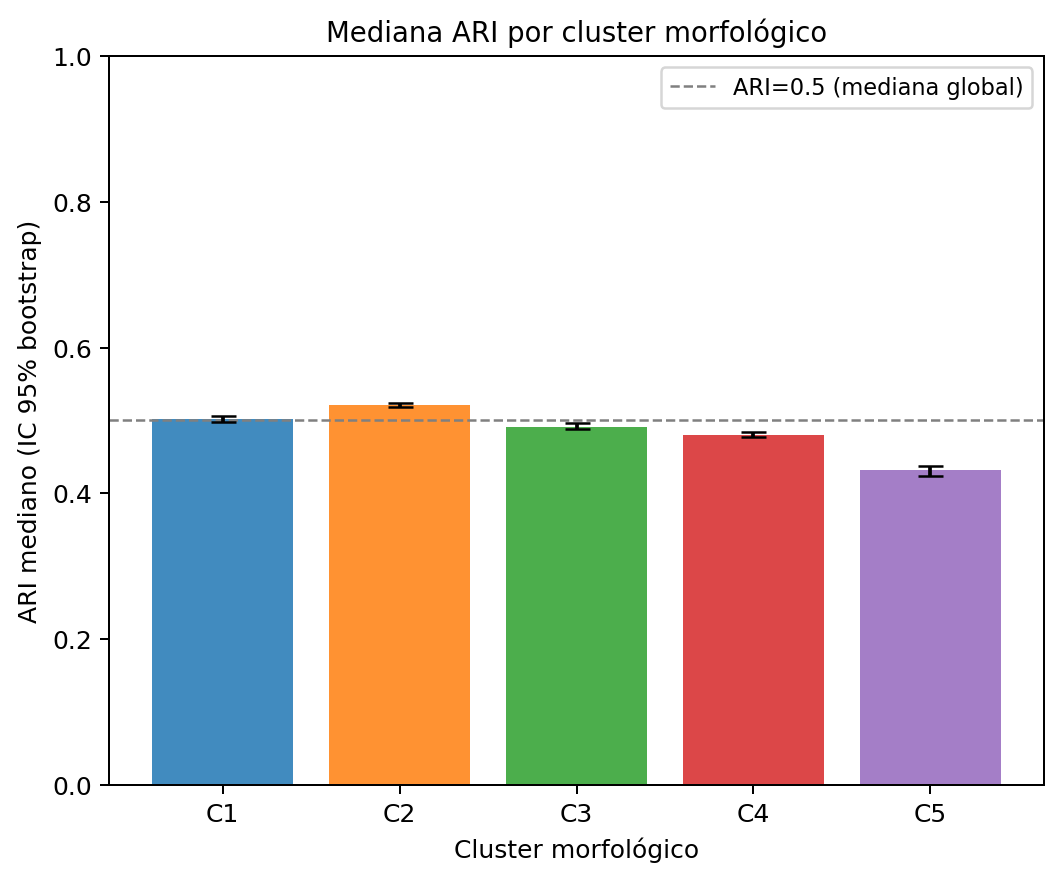 Mediana ARI por cluster morfológico
ARI=0.5 (mediana global)
ARI mediano (IC 95% bootstrap)
1.0
0.8
0.6
0.4
0.2
0.0
C1 C2 C3 C4 C5
Cluster morfológico